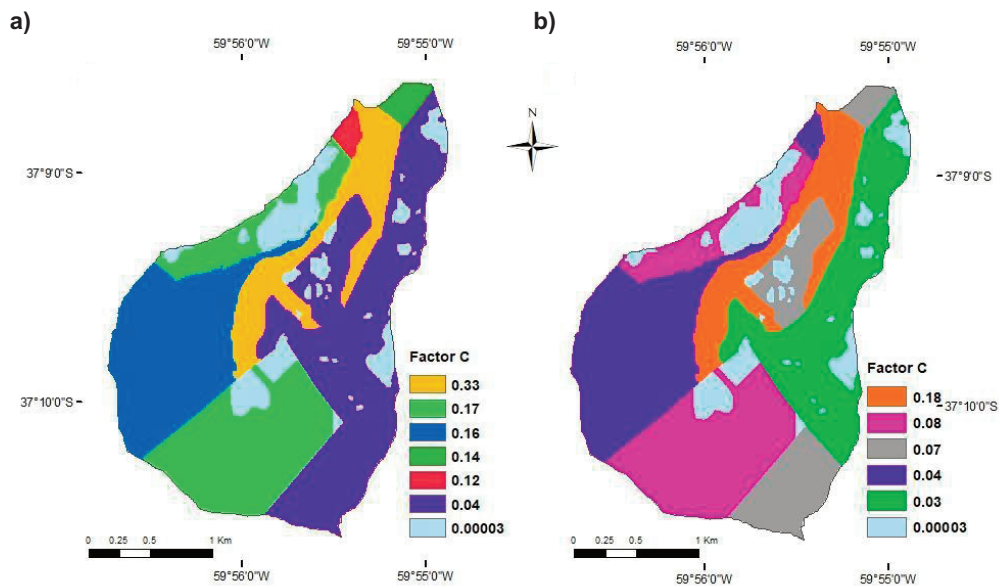 a)
59°56'0"W 59°55'0"W
37°9'0"S
37°10'0"S
Factor C
0.33
0.17
0.16
0.14
0.12
0.04
0.00003
0 0.25 0.5 1 Km
59°56'0"W 59°55'0"W
N
b)
59°56'0"W 59°55'0"W
37°9'0"S
37°10'0"S
Factor C
0.18
0.08
0.07
0.04
0.03
0.00003
0 0.25 0.5 1 Km
59°56'0"W 59°55'0"W